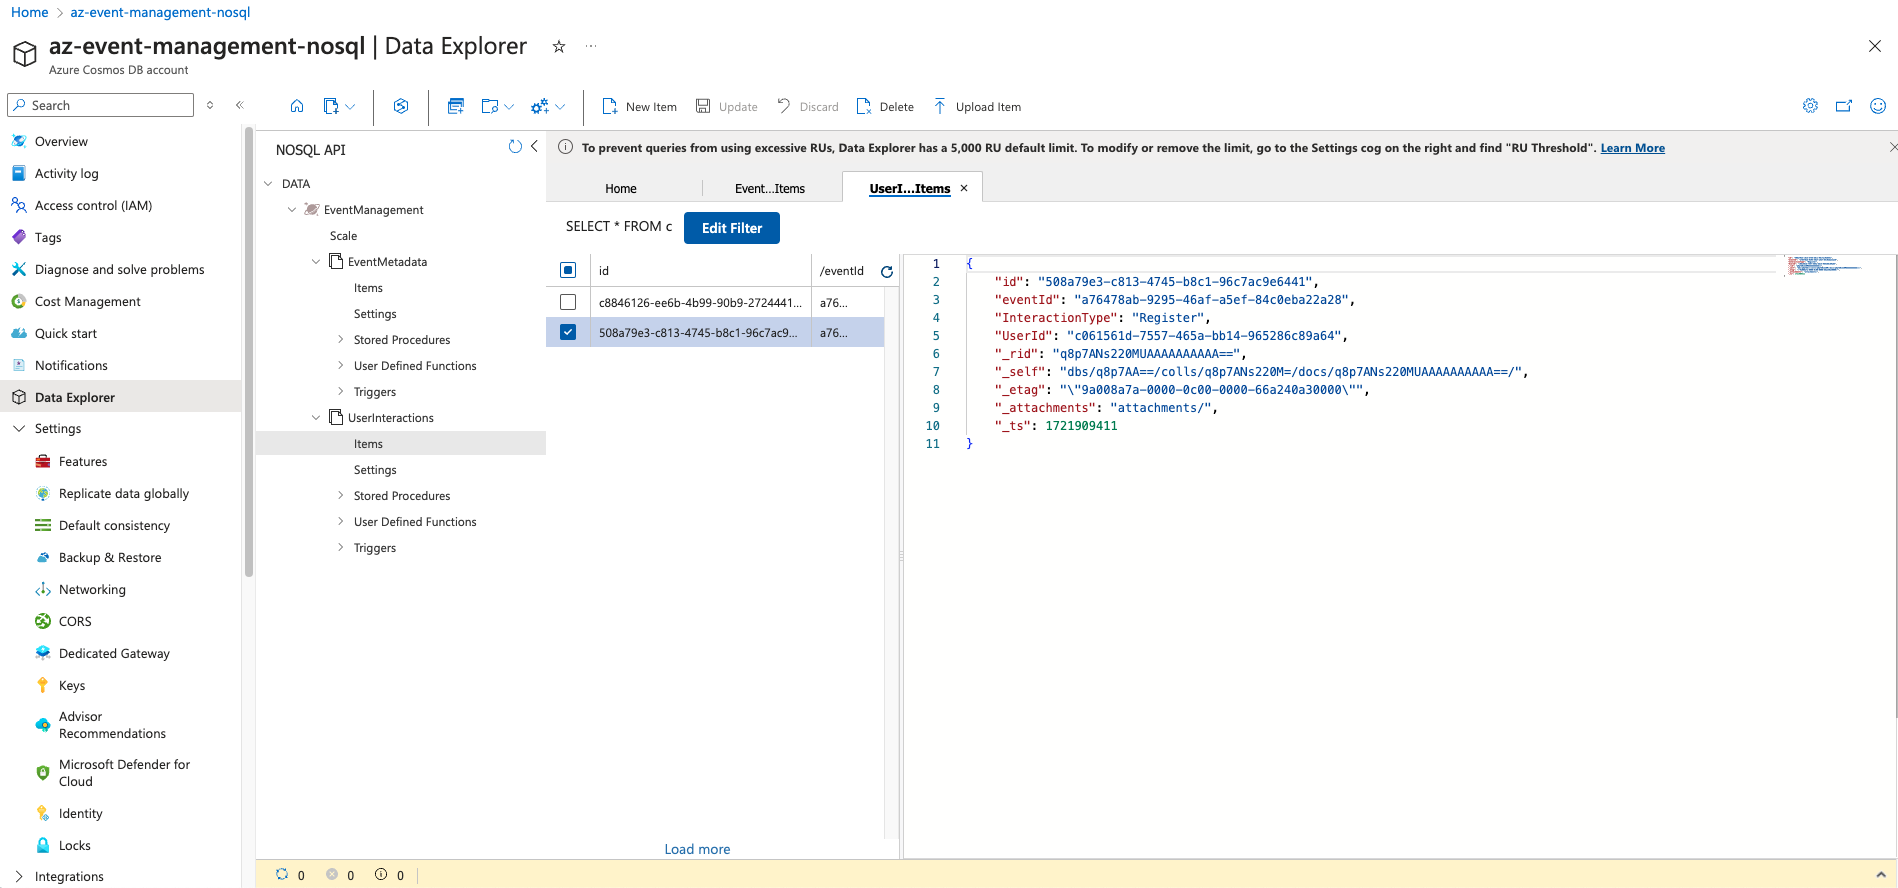 Home > az-event-management-nosql
az-event-management-nosql | Data Explorer ☆ ...
Azure Cosmos DB account
Search
New Item
Update
Discard
Delete
Upload Item
Overview
Activity log
Access control (IAM)
Tags
Diagnose and solve problems
Cost Management
Quick start
Notifications
Data Explorer
Settings
Features
Replicate data globally
Default consistency
Backup & Restore
Networking
CORS
Dedicated Gateway
Keys
Advisor
Recommendations
Microsoft Defender for
Cloud
Identity
Locks
Integrations
NOSQL API
DATA
EventManagement
Scale
EventMetadata
Items
Settings
Stored Procedures
User Defined Functions
Triggers
UserInteractions
Items
Settings
Stored Procedures
User Defined Functions
Triggers
To prevent queries from using excessive RUs, Data Explorer has a 5,000 RU default limit. To modify or remove the limit, go to the Settings cog on the right and find "RU Threshold". Learn More
Home
Event...Items
UserI...Items ×
SELECT * FROM c Edit Filter
id /eventId
c8846126-ee6b-4b99-90b9-2724441... a76...
508a79e3-c813-4745-b8c1-96c7ac9... a76...
Load more
1 {
2 "id": "508a79e3-c813-4745-b8c1-96c7ac9e6441",
3 "eventId": "a76478ab-9295-46af-a5ef-84c0eba22a28",
4 "InteractionType": "Register",
5 "UserId": "c061561d-7557-465a-bb14-965286c89a64",
6 "_rid": "q8p7ANs220MUAAAAAAAAAA==",
7 "_self": "dbs/q8p7AA==/colls/q8p7ANs220M=/docs/q8p7ANs220MUAAAAAAAAAA==/",
8 "_etag": "\"9a008a7a-0000-0c00-0000-66a240a30000\"",
9 "_attachments": "attachments/",
10 "_ts": 1721909411
11 }
0 0 0